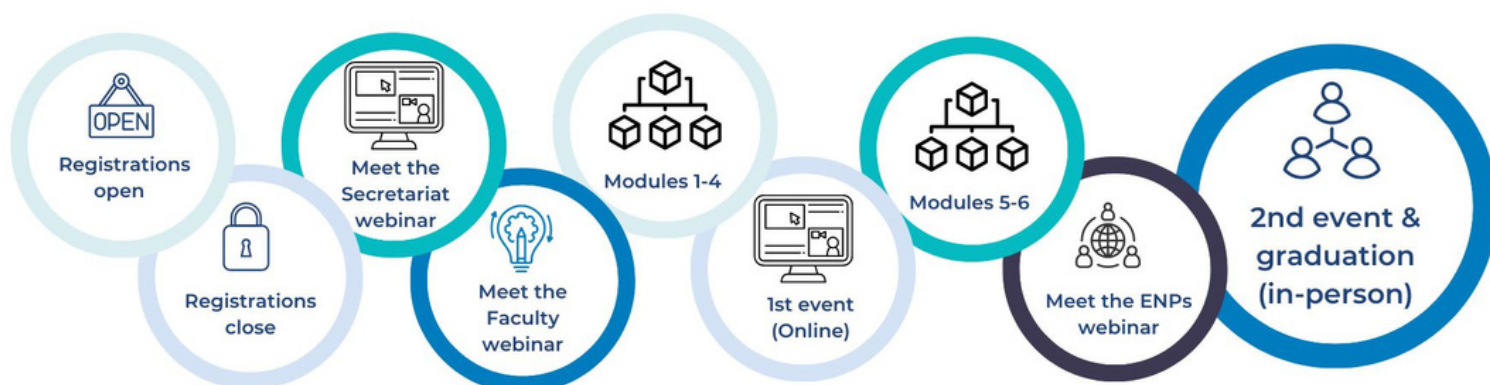 OPEN
Registrations
open
Registrations
close
Meet the
Secretariat
webinar
Meet the
Faculty
webinar
Modules 1-4
1st event
(Online)
Modules 5-6
Meet the ENPs
webinar
2nd event &
graduation
(in-person)